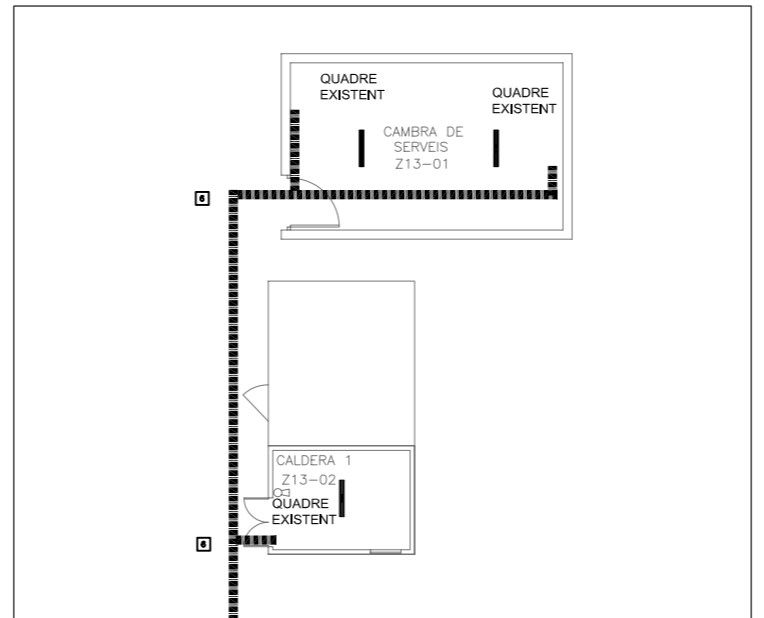 QUADRE
EXISTENT
QUADRE
EXISTENT
CAMBRA DE
SERVEIS
Z13-01
6
CALDERA 1
Z13-02
QUADRE
EXISTENT
6